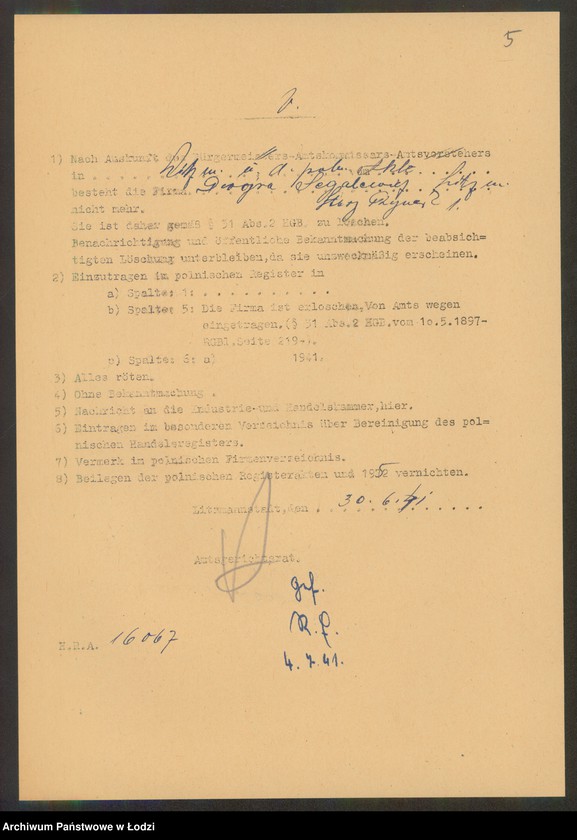 5
V.
1) Nach Auskunft des Bürgermeisters-Amtskommissars-Amtsvorstehers
in . . . . . u. d. poln. Akte . . .
besteht die Firma
nicht mehr.
Sie ist daher gemäß § 31 Abs.2 EGB. zu löschen.
Benachrichtigung und öffentliche Bekanntmachung der beabsich-
tigten Löschung unterbleiben,da sie unzweckmäßig erscheinen.
2) Einzutragen im polnischen Register in
a) Spalte: 1: . . . . . . . . . . .
b) Spalte: 5: Die Firma ist erloschen,Von Amts wegen
eingetragen.(§ 31 Abs.2 EGB.vom 10.5.1897-
RGBl.Seite 219-).
c) Spalte: 6: a) 1941.
3) Alles röten.
4) Ohne Bekanntmachung .
5) Nachricht an die Industrie-und Handelskammer,hier.
6) Eintragen im besonderen Verzeichnis über Bereinigung des pol=
nischen Handelsregisters.
7) Vermerk im polnischen Firmenverzeichnis.
8) Beilagen der polnischen Registerakten und 1955 vernichten.
Litzmannstadt,den . 30.6.41 . . . . .
Amtsgerichtsrat.
gef.
4.7.41.
H.R.A. 16067
Archiwum Państwowe w Łodzi